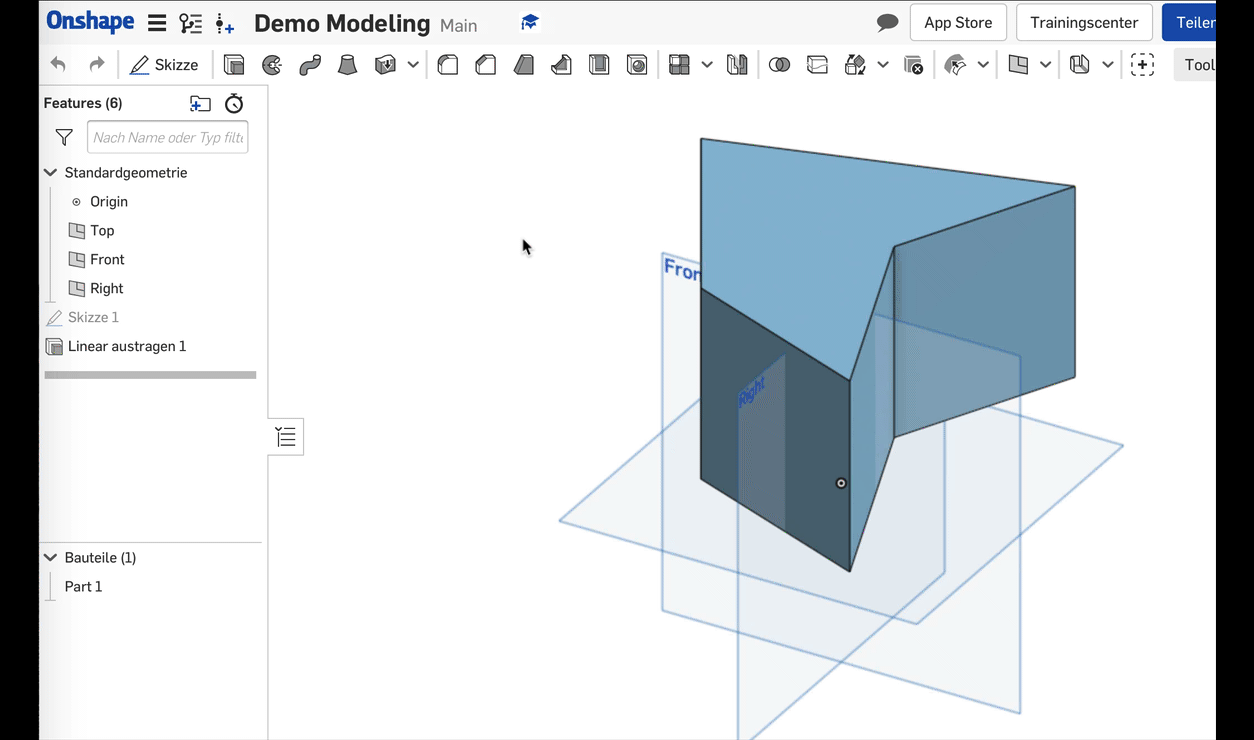 Onshape Demo Modeling Main App Store Trainingscenter Teilen
Skizze Tool
Features (6)
Nach Name oder Typ filte
Standardgeometrie
Origin
Top
Front
Right
Skizze 1
Linear austragen 1
Bauteile (1)
Part 1
Fron
Right